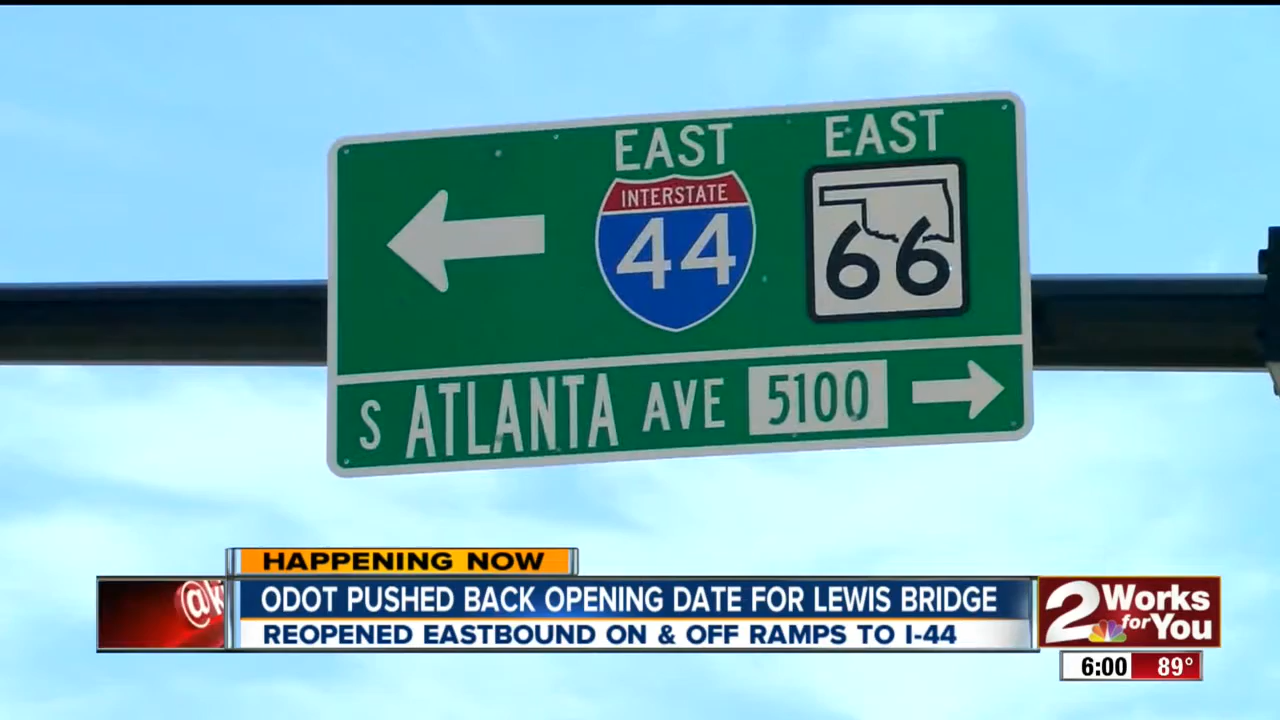 EAST EAST
INTERSTATE
44 66
S ATLANTA AVE 5100
HAPPENING NOW
ODOT PUSHED BACK OPENING DATE FOR LEWIS BRIDGE
REOPENED EASTBOUND ON & OFF RAMPS TO I-44
2 Works
for You
6:00 89°